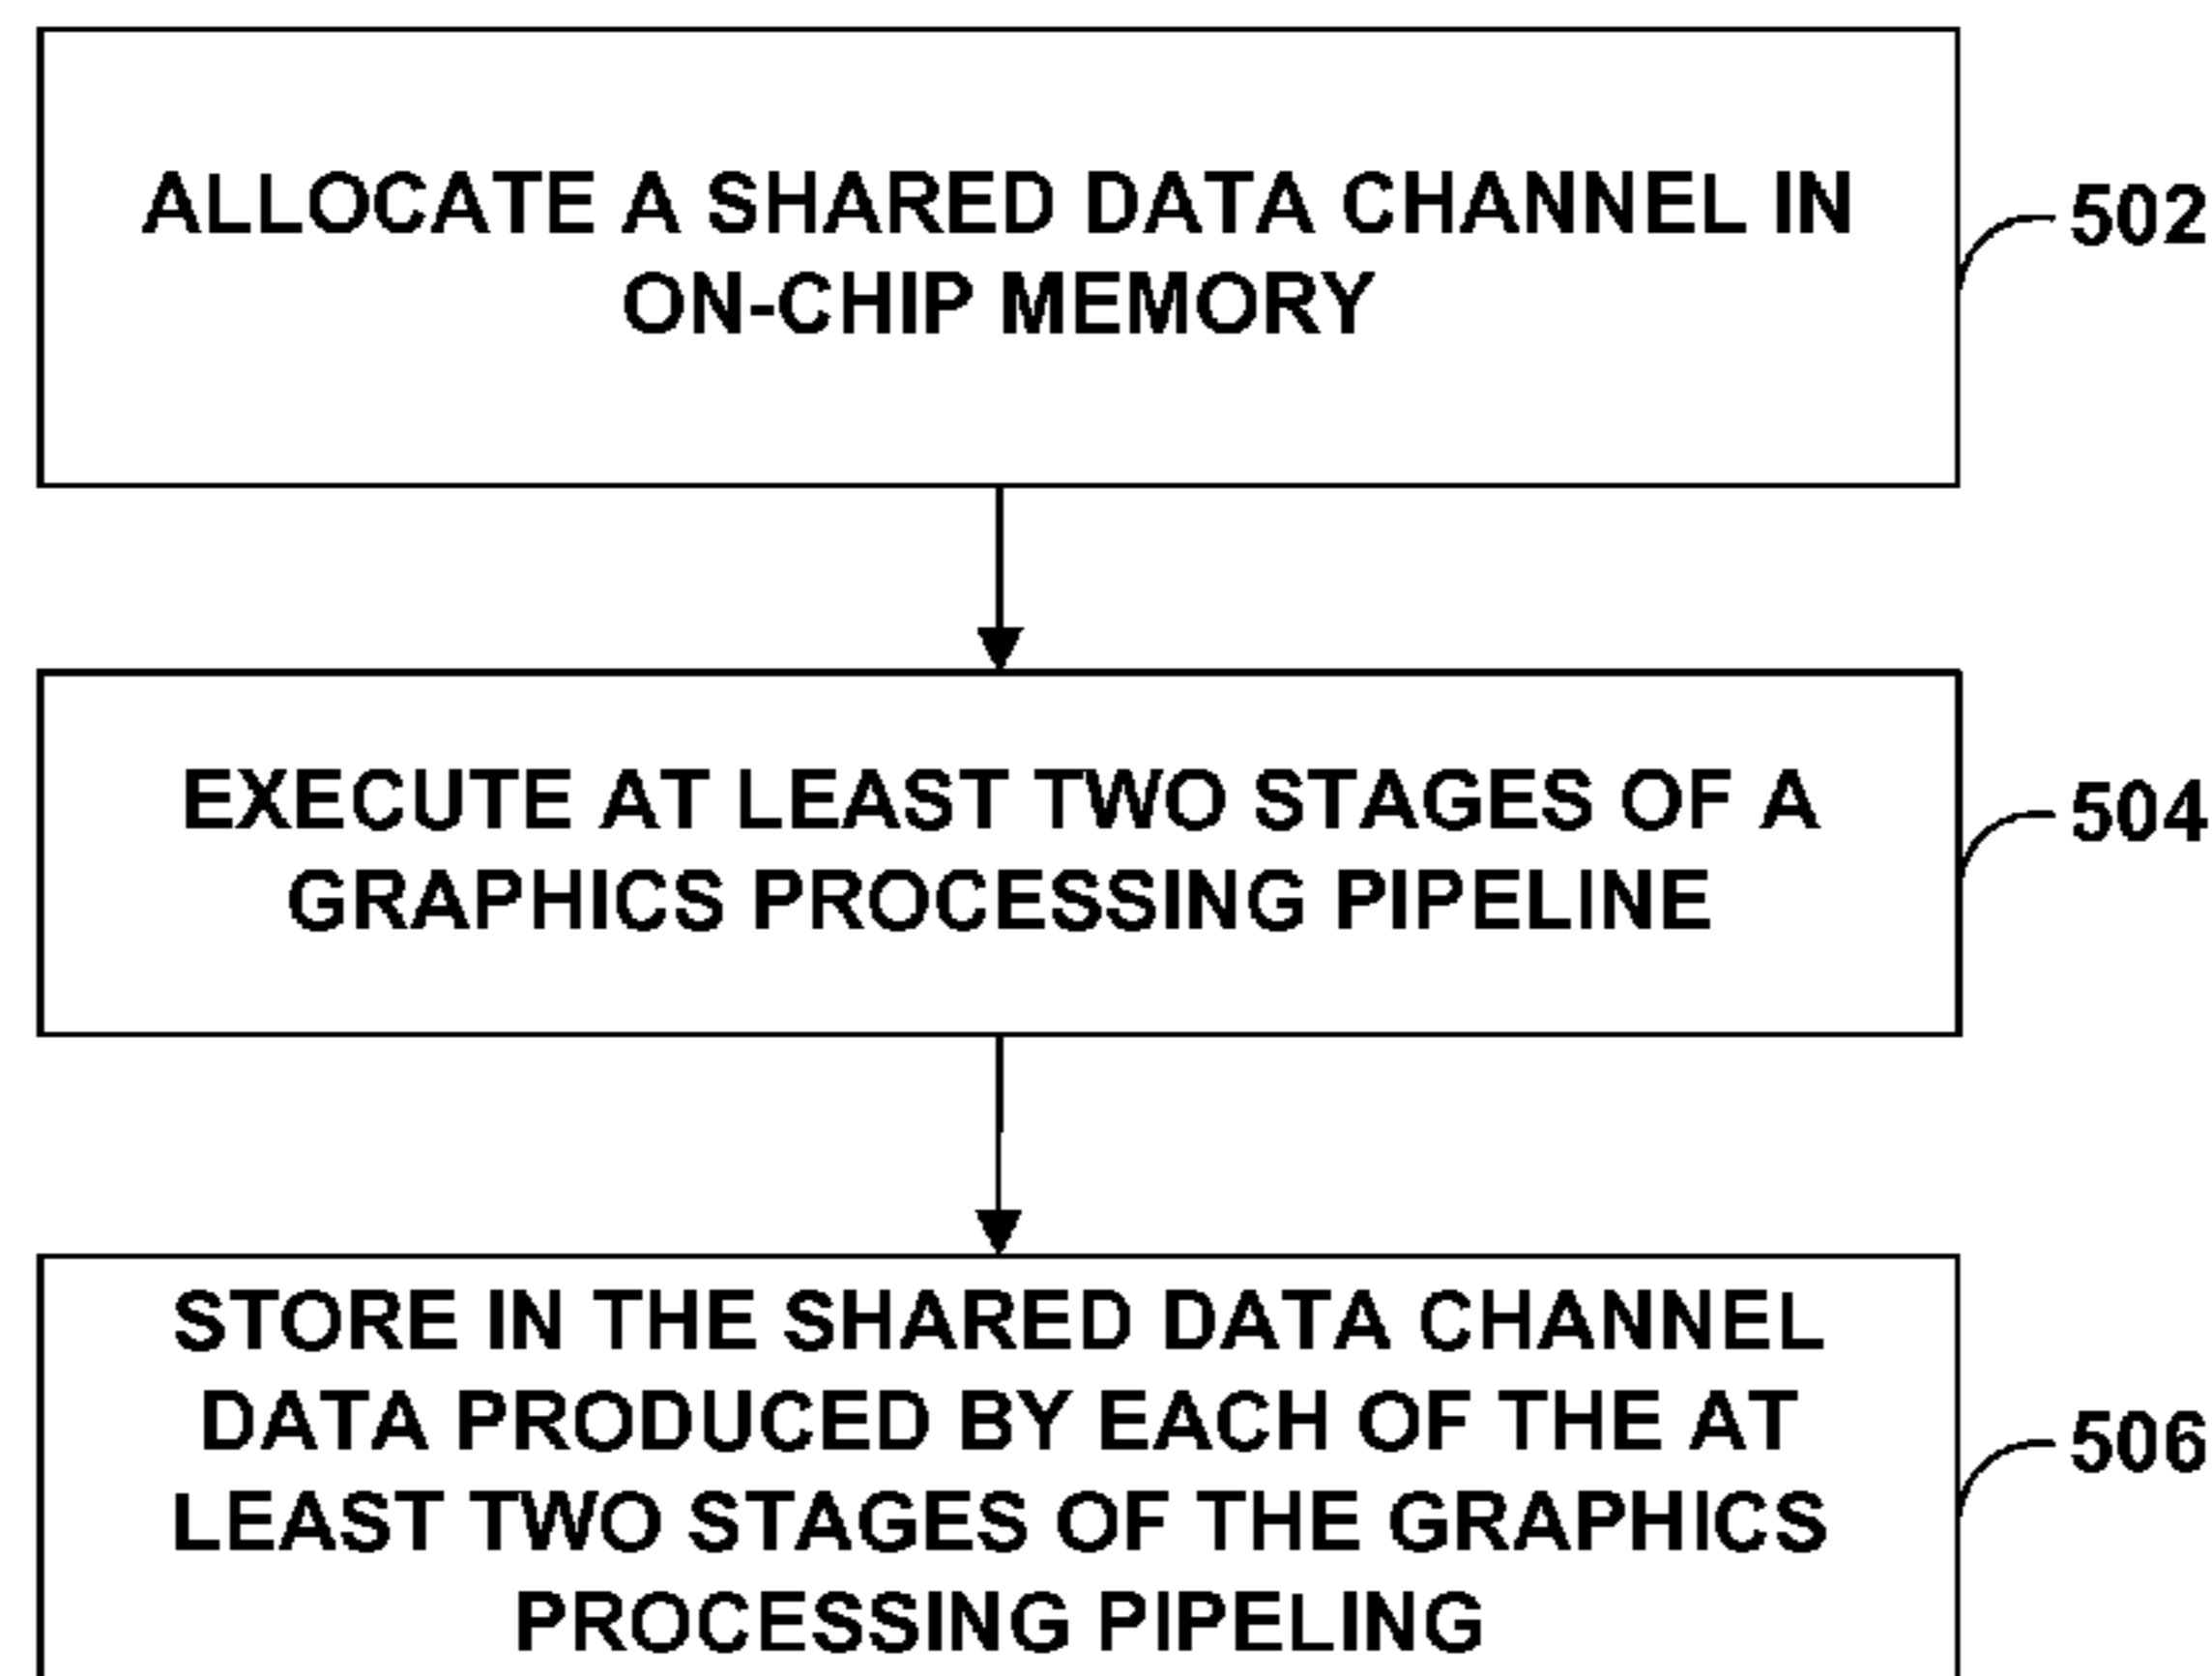 ALLOCATE A SHARED DATA CHANNEL IN
ON-CHIP MEMORY
502
EXECUTE AT LEAST TWO STAGES OF A
GRAPHICS PROCESSING PIPELINE
504
STORE IN THE SHARED DATA CHANNEL
DATA PRODUCED BY EACH OF THE AT
LEAST TWO STAGES OF THE GRAPHICS
PROCESSING PIPELING
506